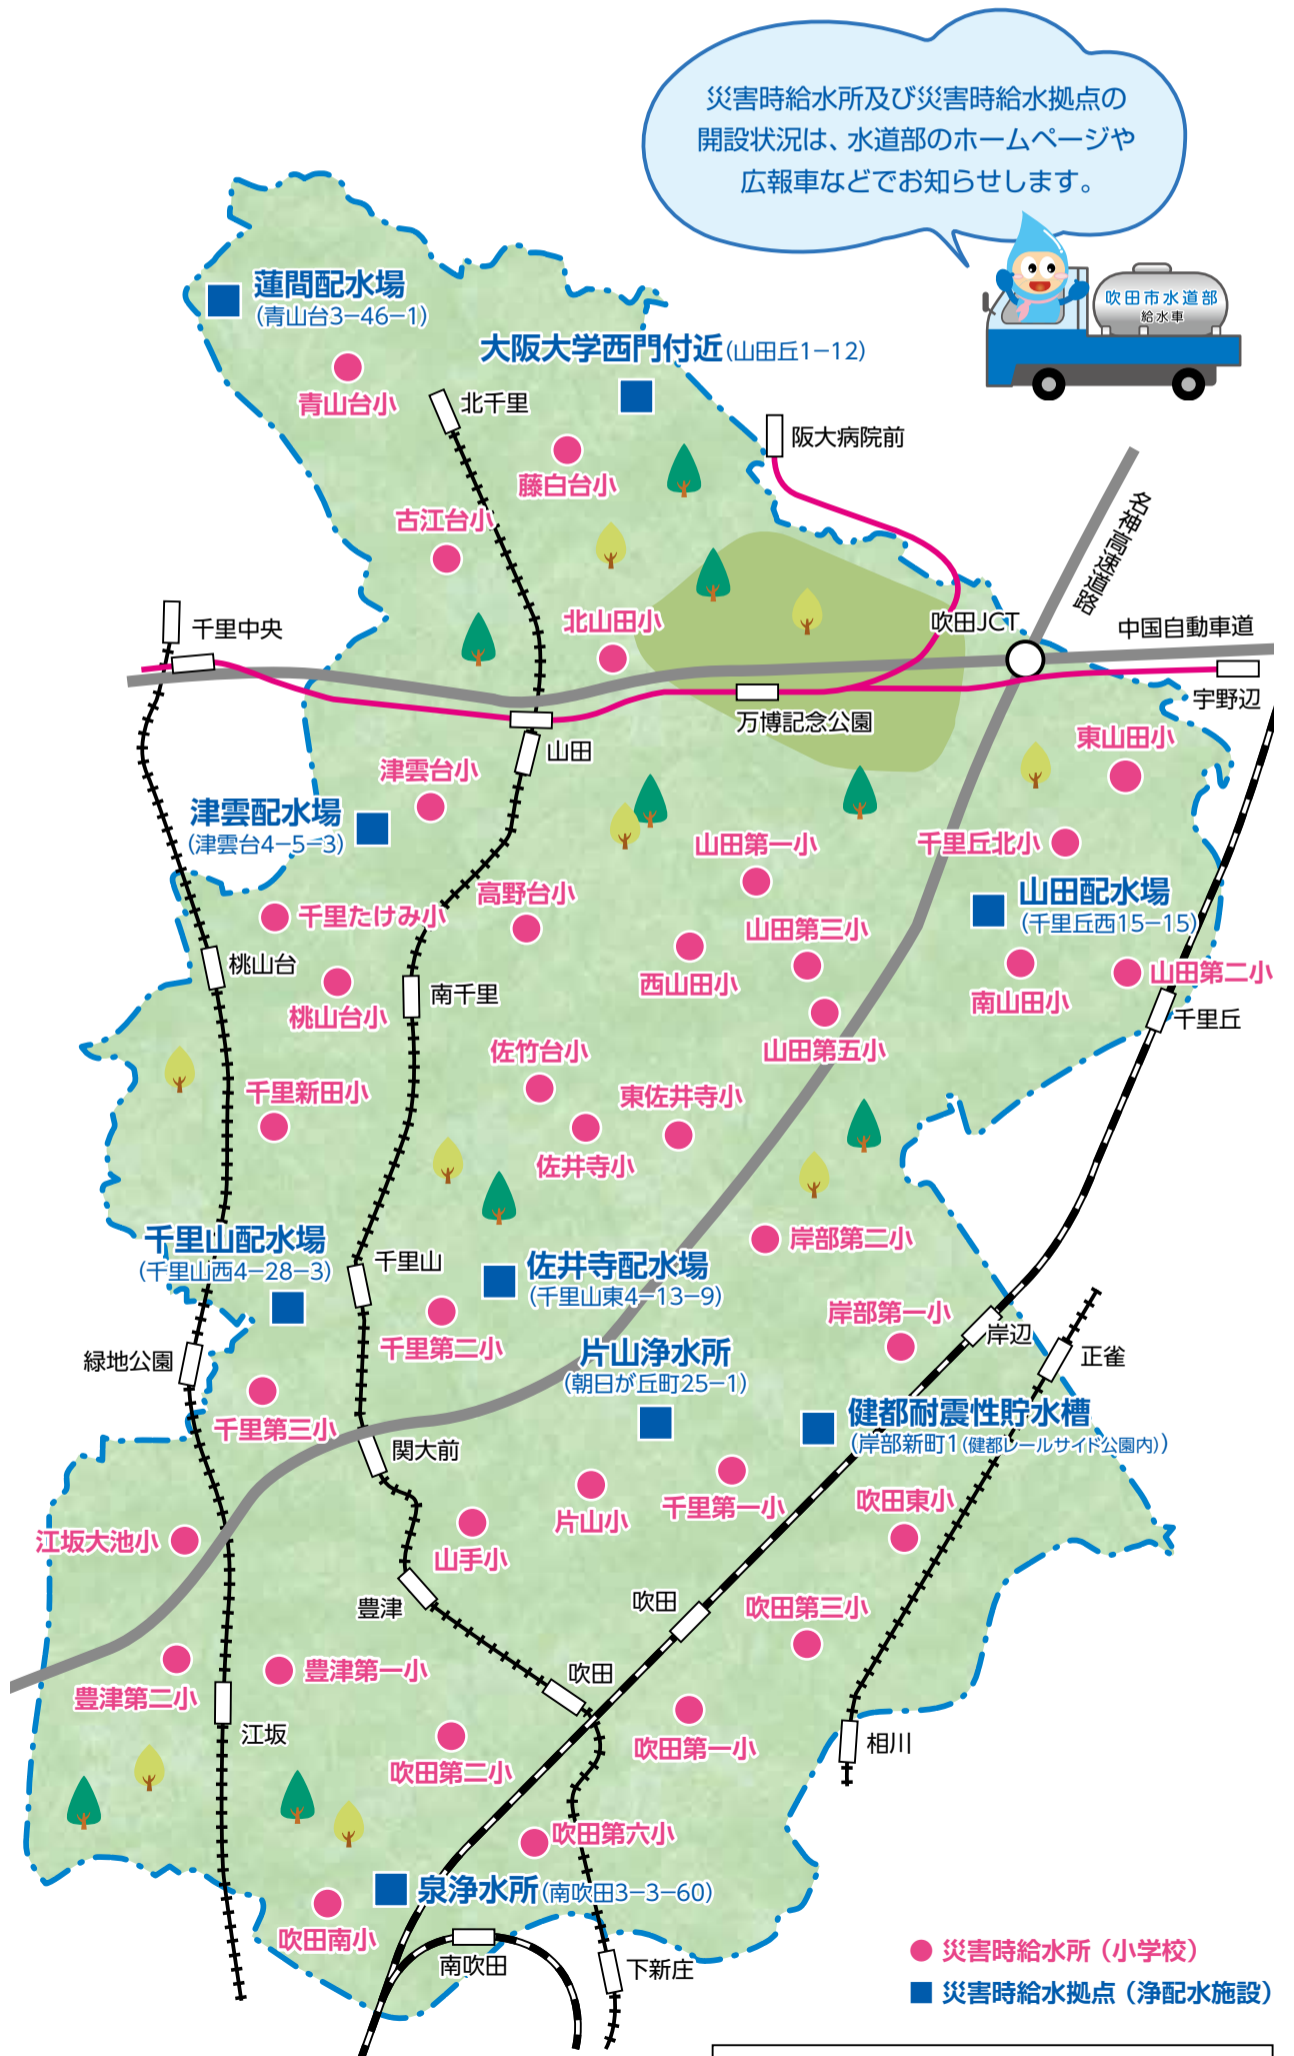 災害時給水所及び災害時給水拠点の
開設状況は、水道部のホームページや
広報車などでお知らせします。
吹田市水道部
給水車
蓮間配水場
(青山台3−46−1)
大阪大学西門付近(山田丘1−12)
青山台小
北千里
阪大病院前
藤白台小
古江台小
名神高速道路
北山田小
吹田JCT
中国自動車道
千里中央
宇野辺
万博記念公園
山田
東山田小
津雲台小
津雲配水場
(津雲台4−5−3)
山田第一小
千里丘北小
高野台小
山田配水場
(千里丘西15−15)
千里たけみ小
山田第三小
桃山台
西山田小
山田第二小
南千里
南山田小
桃山台小
千里丘
佐竹台小
山田第五小
千里新田小
東佐井寺小
佐井寺小
千里山配水場
(千里山西4−28−3)
岸部第二小
千里山
佐井寺配水場
(千里山東4−13−9)
岸部第一小
岸辺
千里第二小
片山浄水所
(朝日が丘町25−1)
正雀
緑地公園
健都耐震性貯水槽
(岸部新町1(健都レールサイド公園内))
千里第三小
関大前
千里第一小
吹田東小
片山小
江坂大池小
山手小
豊津
吹田
吹田第三小
豊津第一小
吹田
豊津第二小
江坂
吹田第一小
相川
吹田第二小
吹田第六小
泉浄水所(南吹田3−3−60)
吹田南小
南吹田
下新庄
災害時給水所(小学校)
災害時給水拠点(浄配水施設)